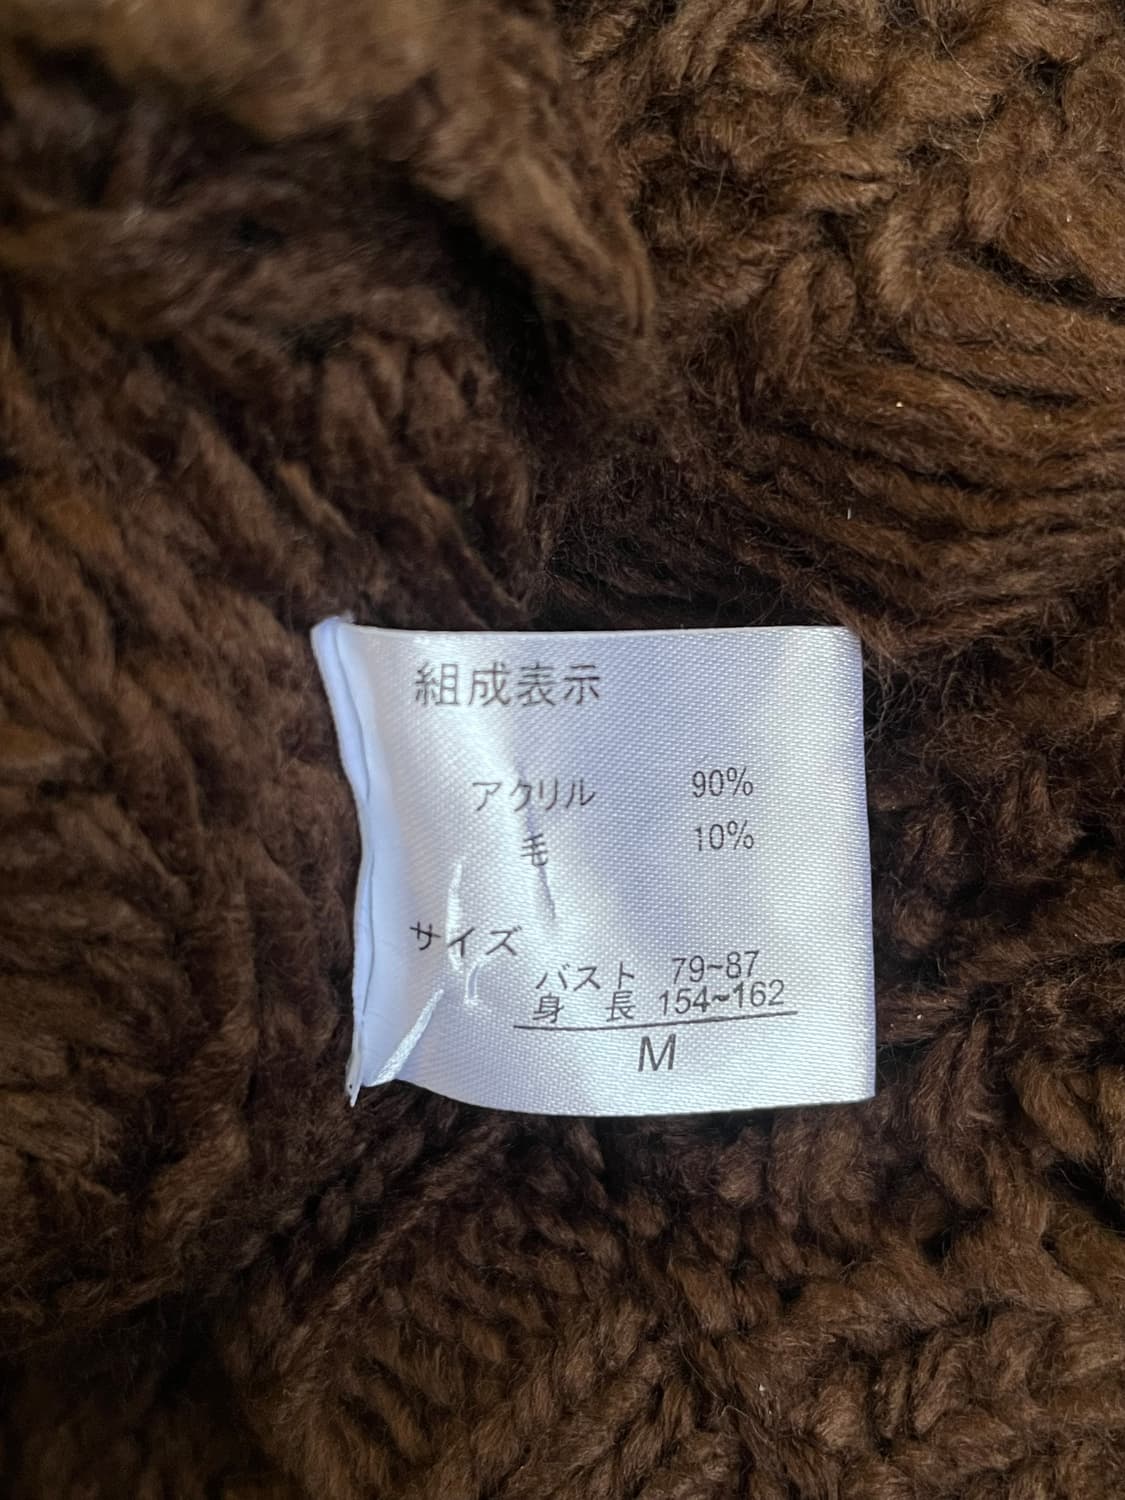 組成表示
アクリル 90%
毛 10%
サイズ
バスト 79~87
身 長 154~162
M